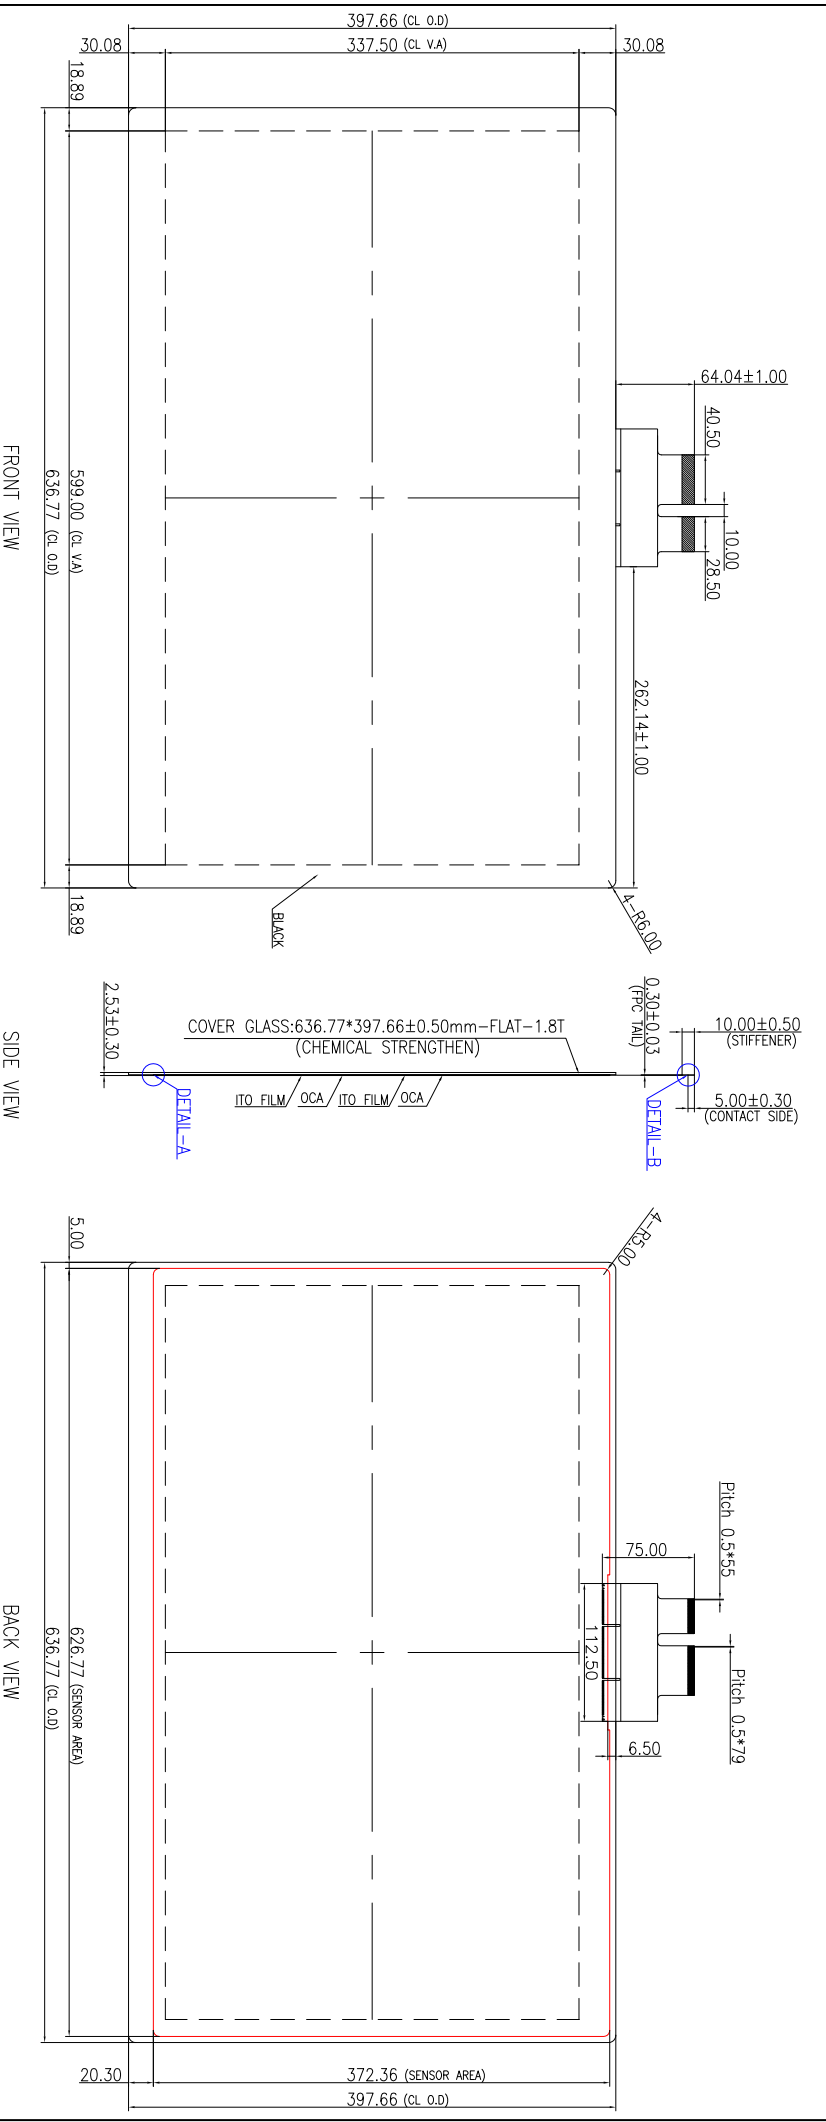 397.66 (CL O.D)
30.08
337.50 (CL V.A)
30.08
18.89
64.04±1.00
40.50
10.00
28.50
262.14±1.00
599.00 (CL V.A)
636.77 (CL O.D)
FRONT VIEW
18.89
4-R6.00
BLACK
2.53±0.30
COVER GLASS:636.77*397.66±0.50mm-FLAT-1.8T
(CHEMICAL STRENGTHEN)
0.30±0.03
(FPC TAIL)
10.00±0.50
(STIFFENER)
5.00±0.30
(CONTACT SIDE)
ITO FILM
OCA
ITO FILM
OCA
DETAIL-A
DETAIL-B
SIDE VIEW
5.00
4-R5.00
Pitch 0.5*55
75.00
112.50
Pitch 0.5*79
6.50
626.77 (SENSOR AREA)
636.77 (CL O.D)
BACK VIEW
20.30
372.36 (SENSOR AREA)
397.66 (CL O.D)